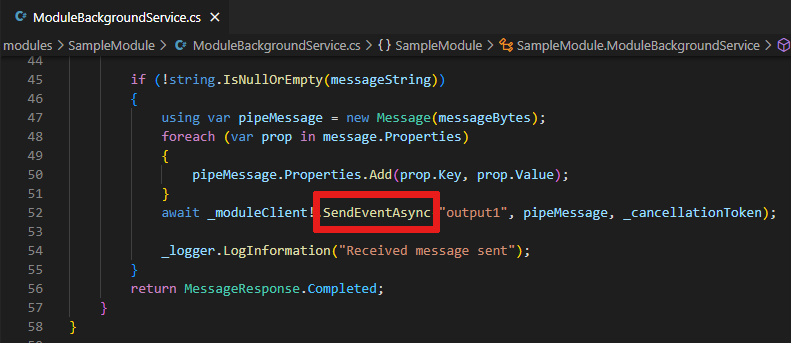 ModuleBackgroundService.cs
modules > SampleModule > ModuleBackgroundService.cs > {} SampleModule > SampleModule.ModuleBackgroundService >
44
45 if (!string.IsNullOrEmpty(messageString))
46 {
47 using var pipeMessage = new Message(messageBytes);
48 foreach (var prop in message.Properties)
49 {
50 pipeMessage.Properties.Add(prop.Key, prop.Value);
51 }
52 await _moduleClient!.SendEventAsync "output1", pipeMessage, _cancellationToken);
53
54 _logger.LogInformation("Received message sent");
55 }
56 return MessageResponse.Completed;
57 }
58 }